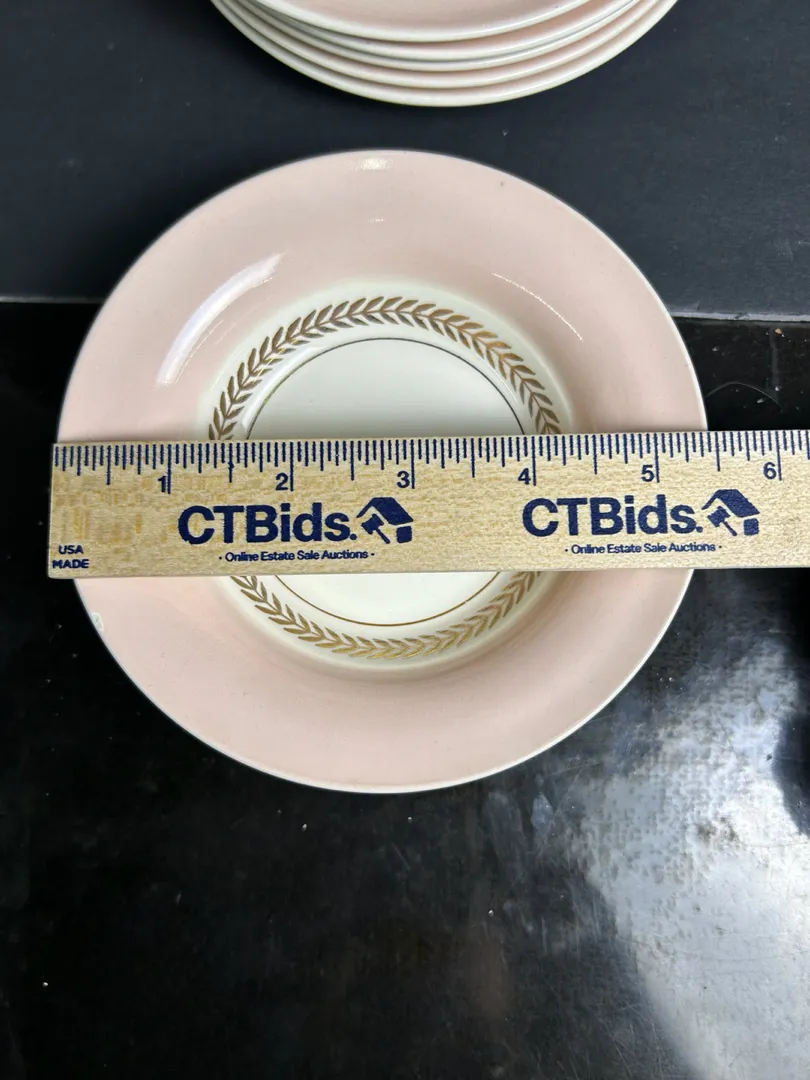 1 2 3 4 5 6
CTBids. CTBids.
· Online Estate Sale Auctions · · Online Estate Sale Auctions ·
USA
MADE